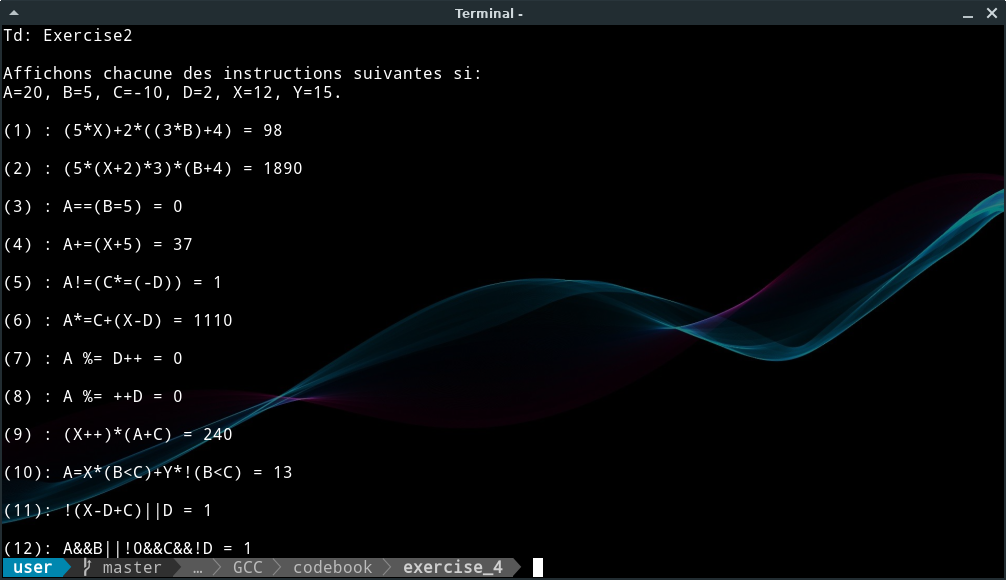 Terminal -
Td: Exercise2
Affichons chacune des instructions suivantes si:
A=20, B=5, C=-10, D=2, X=12, Y=15.
(1) : (5*X)+2*((3*B)+4) = 98
(2) : (5*(X+2)*3)*(B+4) = 1890
(3) : A==(B=5) = 0
(4) : A+=(X+5) = 37
(5) : A!=(C*=(-D)) = 1
(6) : A*=C+(X-D) = 1110
(7) : A %= D++ = 0
(8) : A %= ++D = 0
(9) : (X++)*(A+C) = 240
(10): A=X*(B<C)+Y*!(B<C) = 13
(11): !(X-D+C)||D = 1
(12): A&&B||!0&&C&&!D = 1
user master … GCC codebook exercise_4